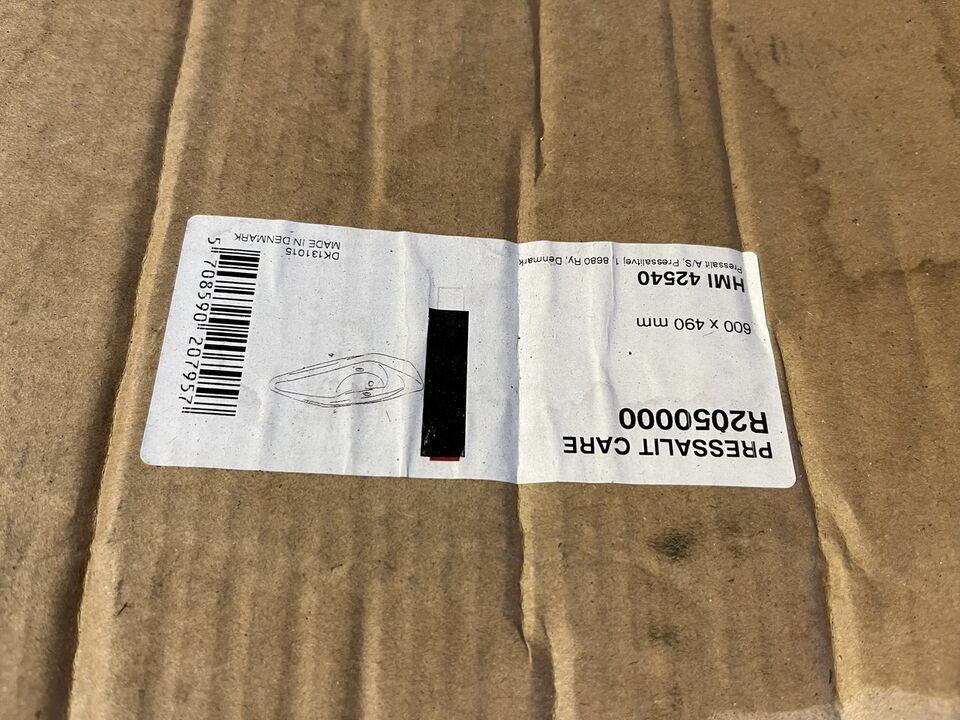 PRESSALIT CARE
R2050000
600 x 490 mm
HMI 42540
Pressalit A/S, Pressalitvej 1, 8680 Ry, Denmark
DK131015
MADE IN DENMARK
5 708590 207957